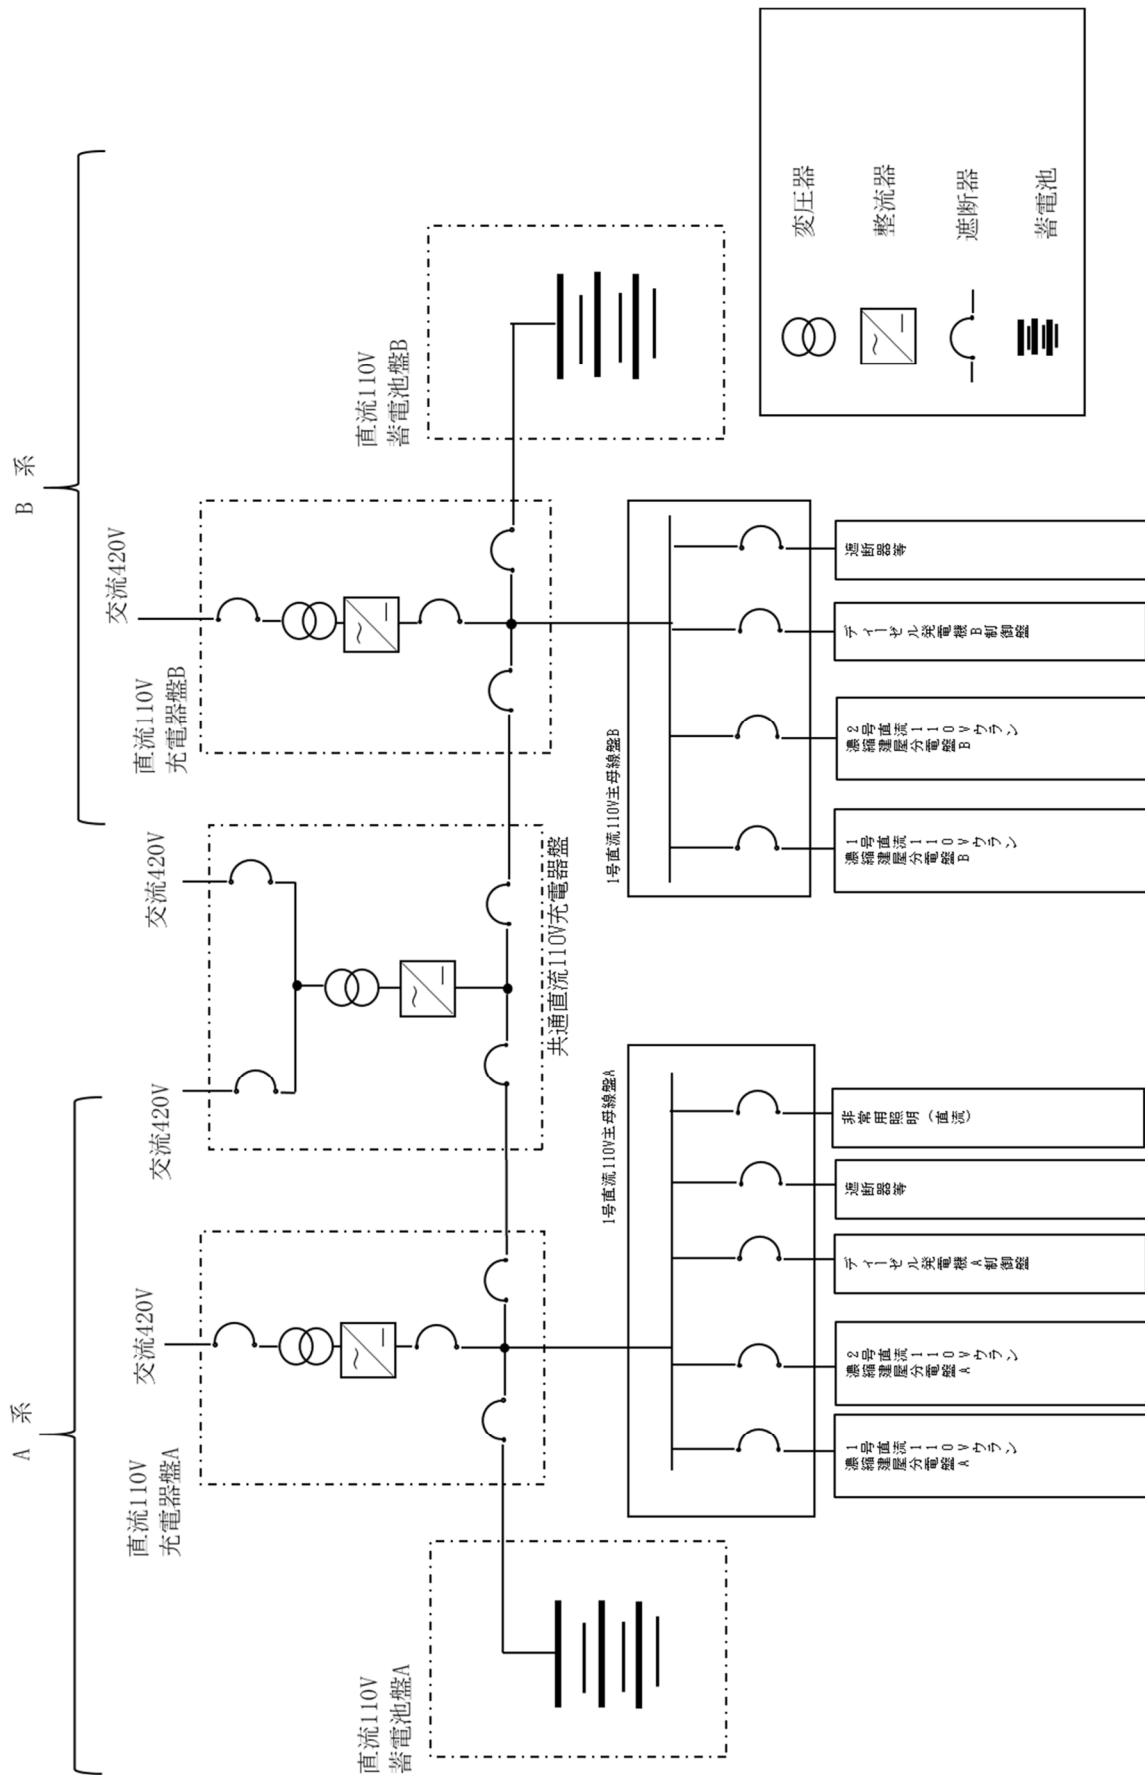 A 系
B 系
直流110V
蓄電池盤A
直流110V
充電器盤A
交流420V
交流420V
交流420V
直流110V
充電器盤B
交流420V
直流110V
蓄電池盤B
共通直流110V充電器盤
1号直流110V主母線盤A
1号直流110V主母線盤B
1号直流110Vウラン
濃縮建屋分電盤A
2号直流110Vウラン
濃縮建屋分電盤A
ディーゼル発電機A制御盤
遮断器等
非常用照明(直流)
1号直流110Vウラン
濃縮建屋分電盤B
2号直流110Vウラン
濃縮建屋分電盤B
ディーゼル発電機B制御盤
遮断器等
変圧器
整流器
遮断器
蓄電池